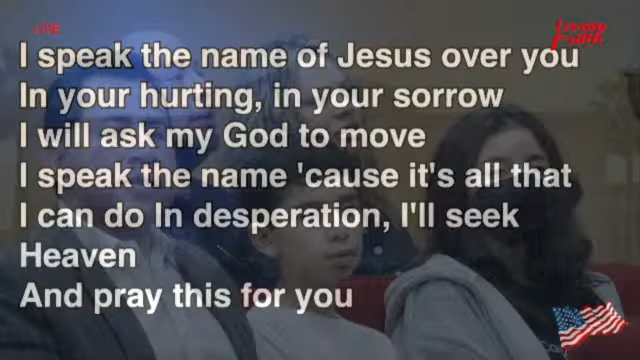 LIVE
Living
Faith
I speak the name of Jesus over you
In your hurting, in your sorrow
I will ask my God to move
I speak the name 'cause it's all that
I can do In desperation, I'll seek
Heaven
And pray this for you